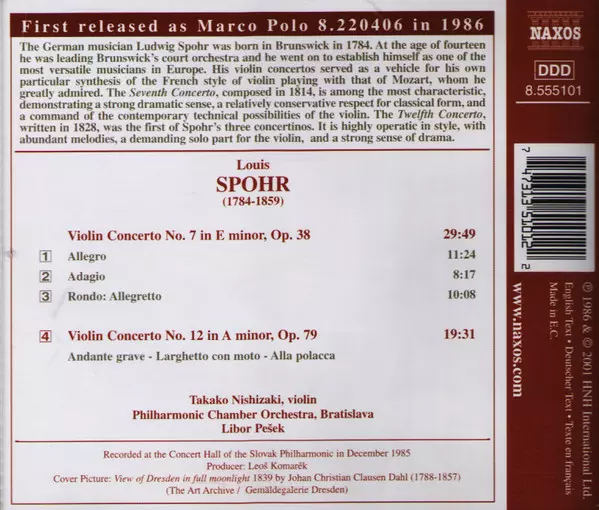 First released as Marco Polo 8.220406 in 1986
The German musician Ludwig Spohr was born in Brunswick in 1784. At the age of fourteen
he was leading Brunswick's court orchestra and he went on to establish himself as one of the
most versatile musicians in Europe. His violin concertos served as a vehicle for his own
particular synthesis of the French style of violin playing with that of Mozart, whom he
greatly admired. The Seventh Concerto, composed in 1814, is among the most characteristic,
demonstrating a strong dramatic sense, a relatively conservative respect for classical form, and
a command of the contemporary technical possibilities of the violin. The Twelfth Concerto,
written in 1828, was the first of Spohr's three concertinos. It is highly operatic in style, with
abundant melodies, a demanding solo part for the violin, and a strong sense of drama.
Louis
SPOHR
(1784-1859)
Violin Concerto No. 7 in E minor, Op. 38 29:49
1 Allegro 11:24
2 Adagio 8:17
3 Rondo: Allegretto 10:08
4 Violin Concerto No. 12 in A minor, Op. 79 19:31
Andante grave - Larghetto con moto - Alla polacca
Takako Nishizaki, violin
Philharmonic Chamber Orchestra, Bratislava
Libor Pešek
Recorded at the Concert Hall of the Slovak Philharmonic in December 1985
Producer: Leoš Komarěk
Cover Picture: View of Dresden in full moonlight 1839 by Johan Christian Clausen Dahl (1788-1857)
(The Art Archive / Gemäldegalerie Dresden)
NAXOS
DDD
8.555101
7 47313 51012 2
www.naxos.com
℗ 1986 & © 2001 HNH International Ltd.
English Text • Deutscher Text • Texte en français
Made in E.C.